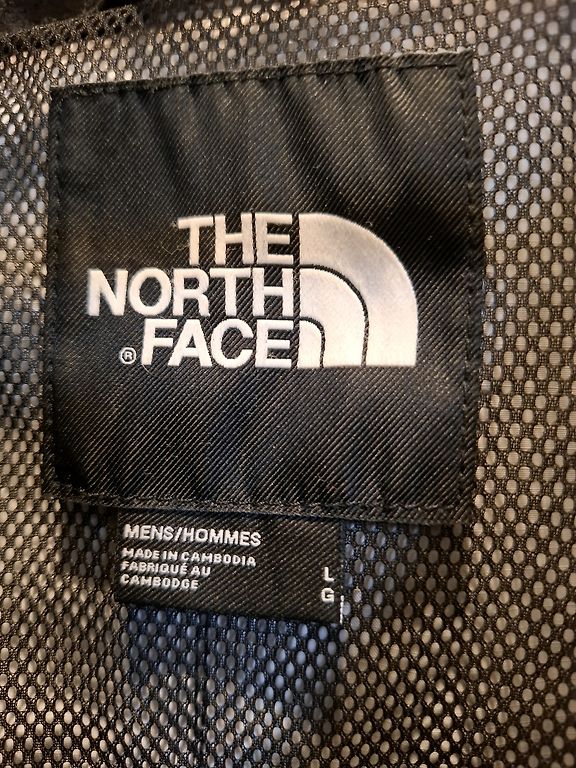 THE
NORTH
® FACE
MENS/HOMMES
MADE IN CAMBODIA
FABRIQUÉ AU
CAMBODGE
L
G